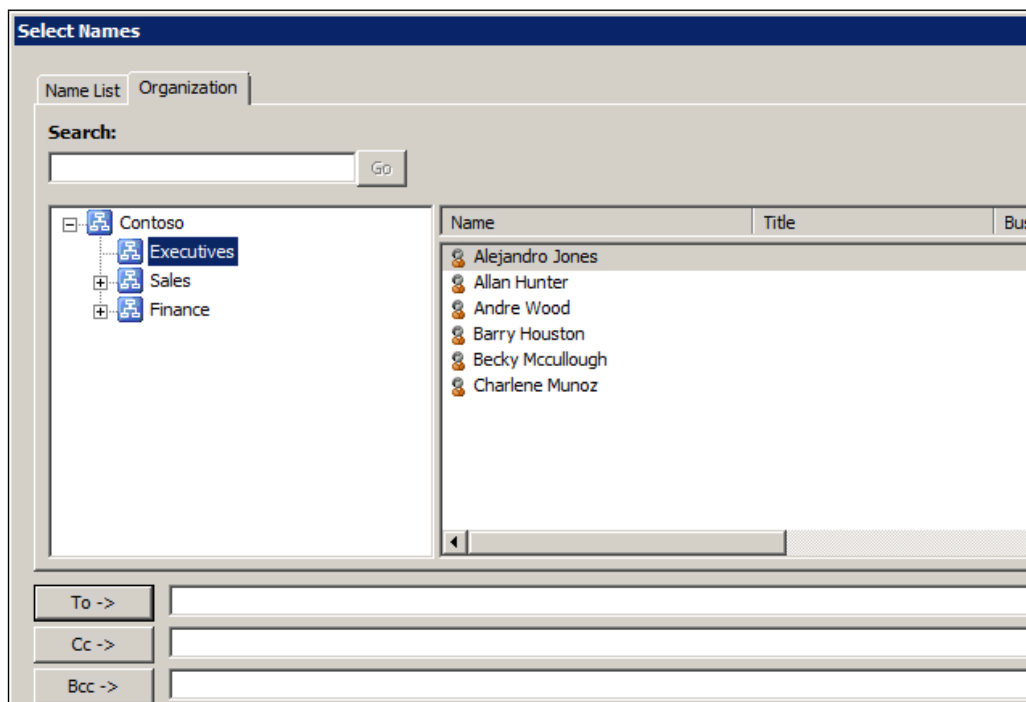 Select Names
Name List Organization
Search:
Go
Contoso
Executives
Sales
Finance
Name Title Bus
Alejandro Jones
Allan Hunter
Andre Wood
Barry Houston
Becky Mccullough
Charlene Munoz
To ->
Cc ->
Bcc ->